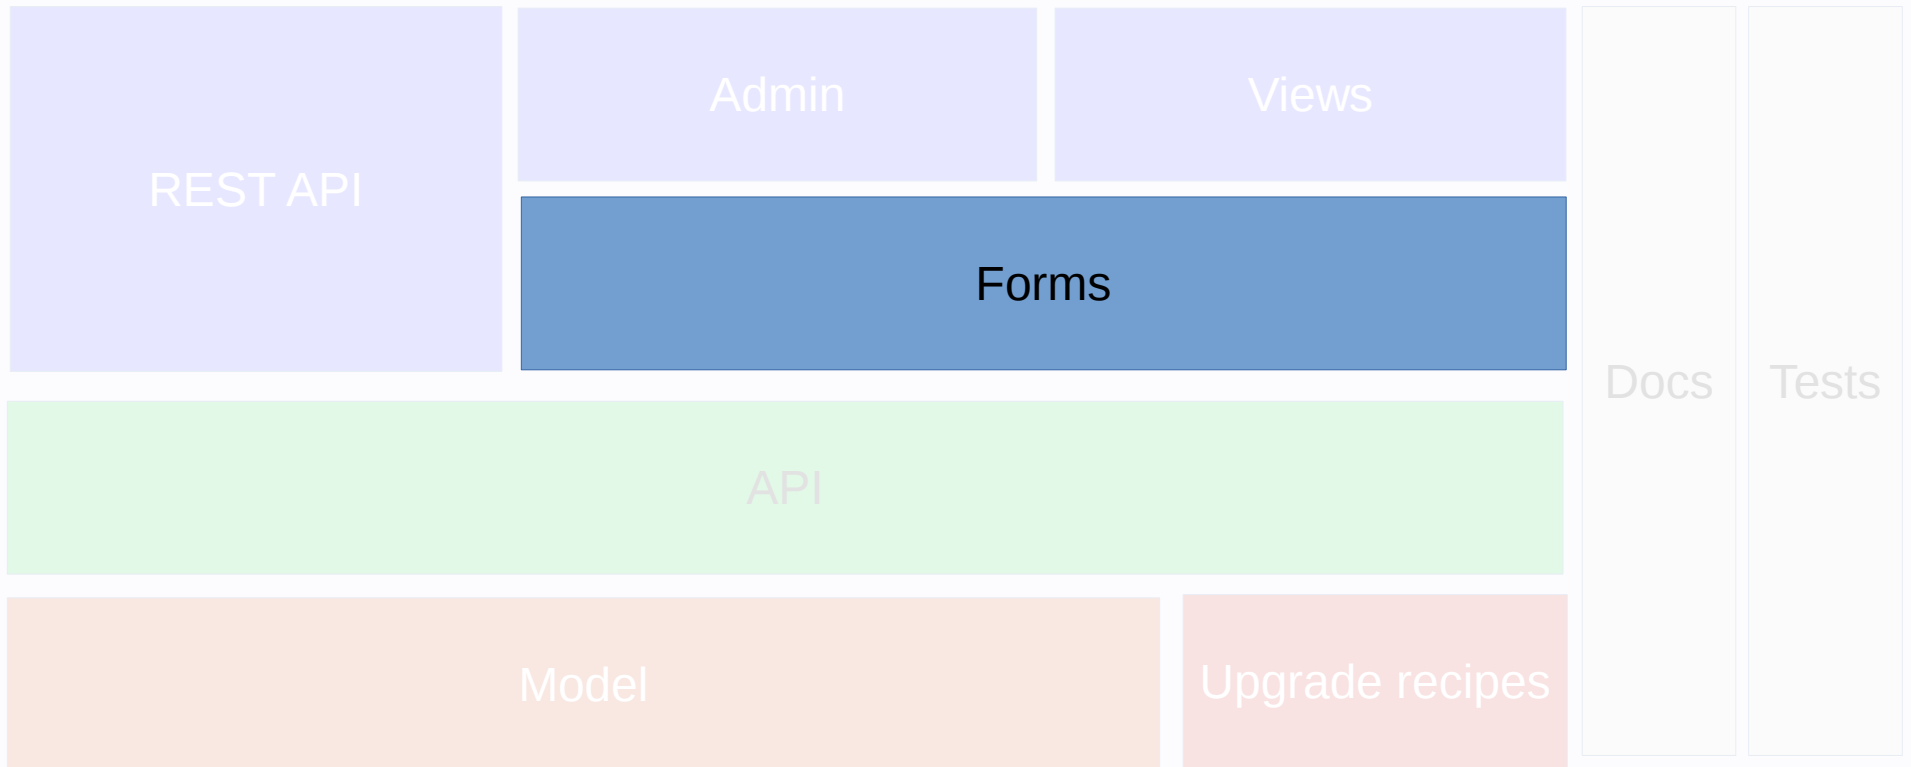 Admin
Views
REST API
Forms
Docs
Tests
API
Model
Upgrade recipes